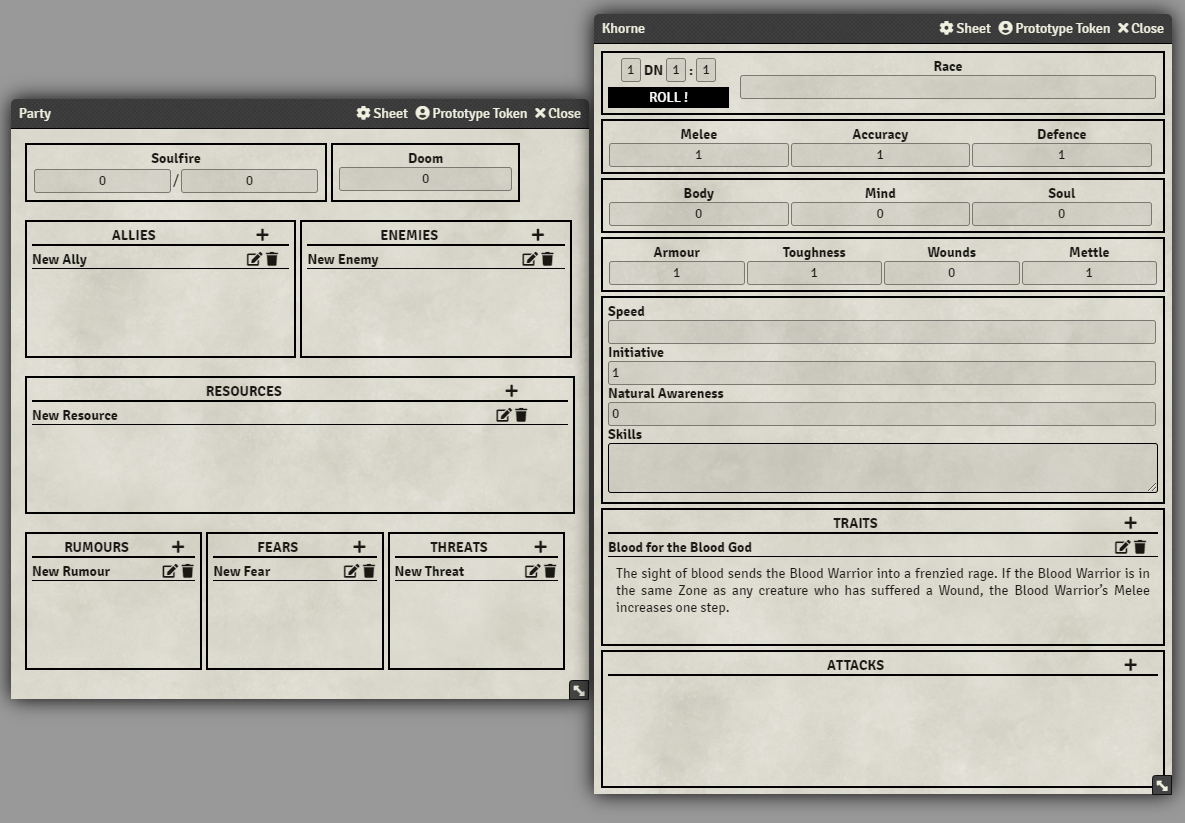 Party Sheet Prototype Token Close
Soulfire Doom
0 / 0 0
ALLIES ENEMIES
New Ally New Enemy
RESOURCES
New Resource
RUMOURS FEARS THREATS
New Rumour New Fear New Threat
Khorne Sheet Prototype Token Close
1 DN 1 : 1 Race
ROLL!
Melee Accuracy Defence
1 1 1
Body Mind Soul
0 0 0
Armour Toughness Wounds Mettle
1 1 0 1
Speed
Initiative
1
Natural Awareness
0
Skills
TRAITS
Blood for the Blood God
The sight of blood sends the Blood Warrior into a frenzied rage. If the Blood Warrior is in
the same Zone as any creature who has suffered a Wound, the Blood Warrior’s Melee
increases one step.
ATTACKS